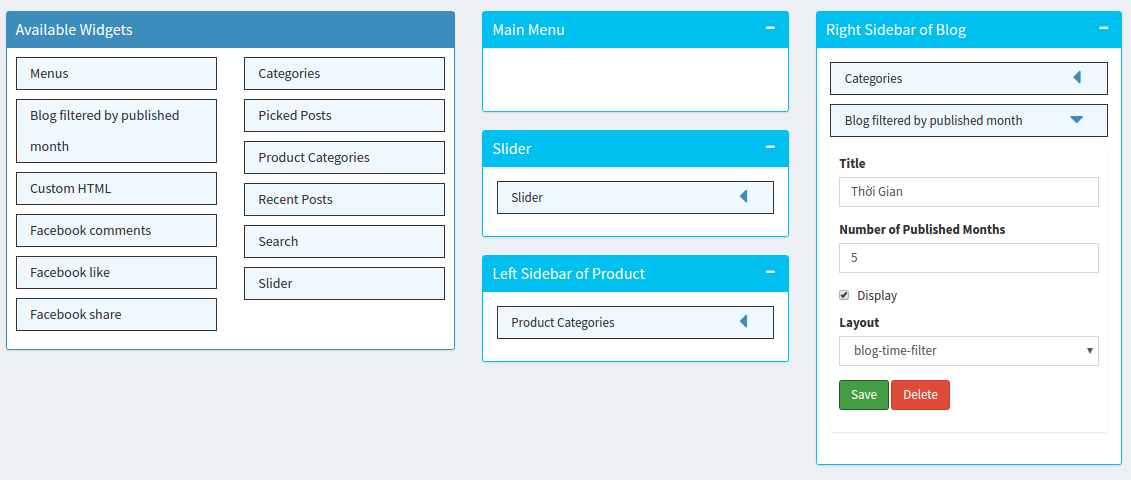 Available Widgets
Menus
Blog filtered by published
month
Custom HTML
Facebook comments
Facebook like
Facebook share
Categories
Picked Posts
Product Categories
Recent Posts
Search
Slider
Main Menu
Slider
Slider
Left Sidebar of Product
Product Categories
Right Sidebar of Blog
Categories
Blog filtered by published month
Title
Thời Gian
Number of Published Months
5
Display
Layout
blog-time-filter
Save Delete